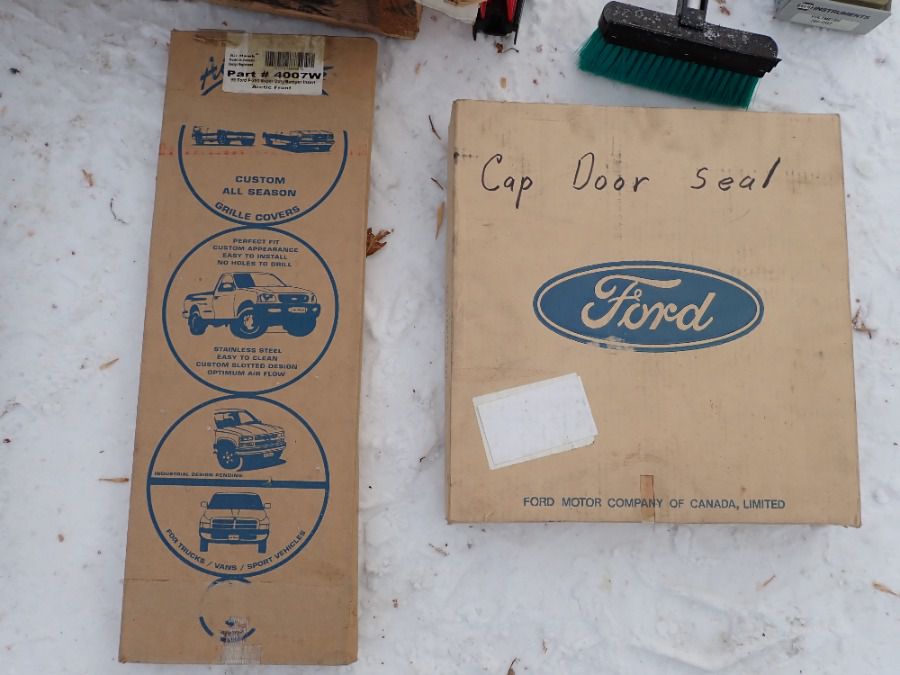 Part # 4007W
Arctic Front
CUSTOM
ALL SEASON
GRILLE COVERS
PERFECT FIT
CUSTOM APPEARANCE
EASY TO INSTALL
NO HOLES TO DRILL
STAINLESS STEEL
EASY TO CLEAN
CUSTOM SLOTTED DESIGN
OPTIMUM AIR FLOW
INDUSTRIAL DESIGN PENDING
FOR TRUCKS / VANS / SPORT VEHICLES
Cap Door seal
Ford
FORD MOTOR COMPANY OF CANADA, LIMITED
INSTRUMENTS